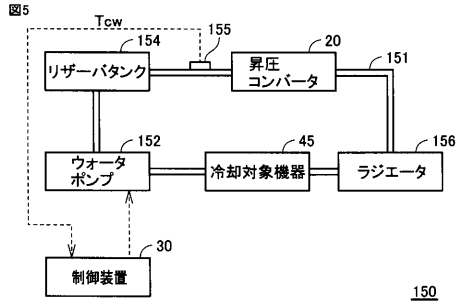 図5
Tcw
155
154
20
151
リザーバタンク
昇圧
コンバータ
152
45
156
ウォータ
ポンプ
冷却対象機器
ラジエータ
30
制御装置
150